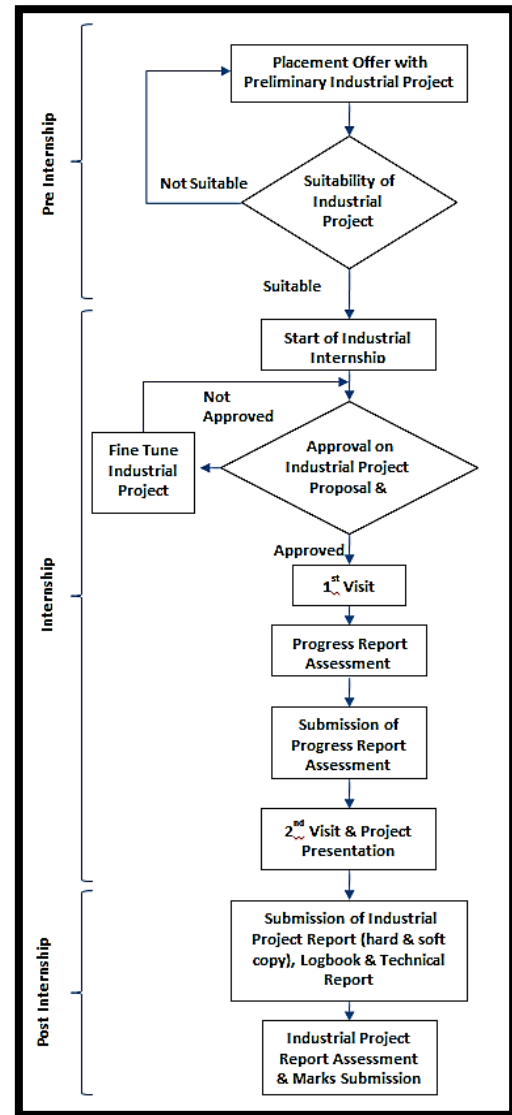 Pre Internship
Placement Offer with
Preliminary Industrial Project
Not Suitable
Suitability of
Industrial
Project
Suitable
Internship
Start of Industrial
Internship
Not
Approved
Fine Tune
Industrial
Project
Approval on
Industrial Project
Proposal &
Approved
1st Visit
Progress Report
Assessment
Submission of
Progress Report
Assessment
2nd Visit & Project
Presentation
Post Internship
Submission of Industrial
Project Report (hard & soft
copy), Logbook & Technical
Report
Industrial Project
Report Assessment
& Marks Submission